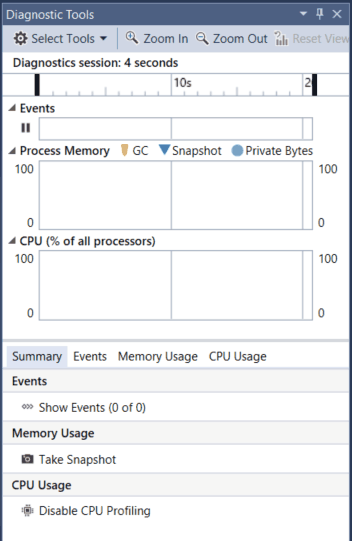 Diagnostic Tools
Select Tools Zoom In Zoom Out Reset View
Diagnostics session: 4 seconds
10s 2
Events
Process Memory GC Snapshot Private Bytes
100 100
0 0
CPU (% of all processors)
100 100
0 0
Summary Events Memory Usage CPU Usage
Events
Show Events (0 of 0)
Memory Usage
Take Snapshot
CPU Usage
Disable CPU Profiling